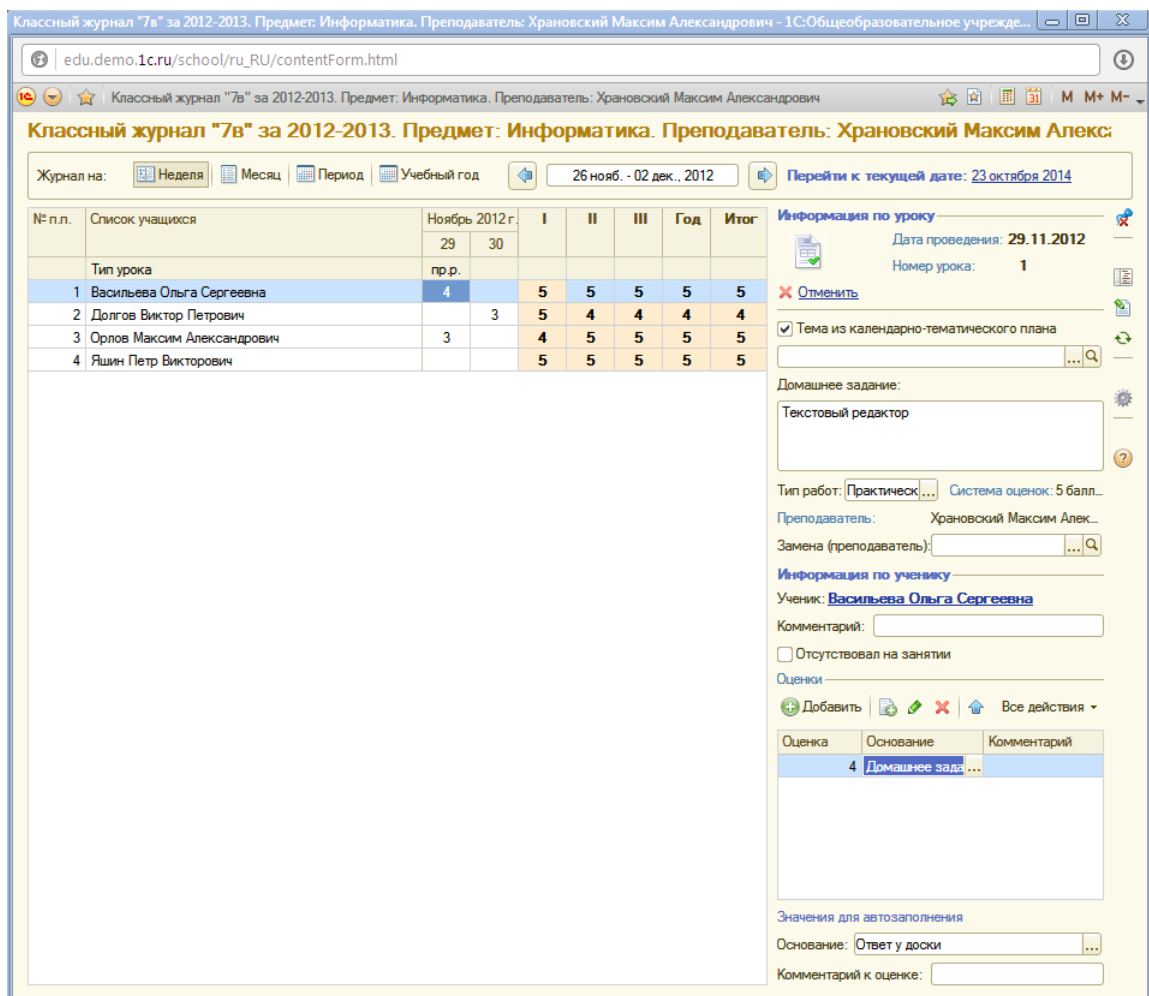 Классный журнал "7в" за 2012-2013. Предмет: Информатика. Преподаватель: Храновский Максим Александрович - 1С:Общеобразовательное учрежде...
edu.demo.1c.ru/school/ru_RU/contentForm.html
Классный журнал "7в" за 2012-2013. Предмет: Информатика. Преподаватель: Храновский Максим Александрович
31 M M+ M-
Классный журнал "7в" за 2012-2013. Предмет: Информатика. Преподаватель: Храновский Максим Алекс
Журнал на: Неделя Месяц Период Учебный год 26 нояб. - 02 дек., 2012 Перейти к текущей дате: 23 октября 2014
№ п.п. Список учащихся Ноябрь 2012 г. I II III Год Итог
29 30
Тип урока пр.р.
1 Васильева Ольга Сергеевна 4 5 5 5 5 5
2 Долгов Виктор Петрович 3 5 4 4 4 4
3 Орлов Максим Александрович 3 4 5 5 5 5
4 Яшин Петр Викторович 5 5 5 5 5
Информация по уроку
Дата проведения: 29.11.2012
Номер урока: 1
Отменить
Тема из календарно-тематического плана
...
Домашнее задание:
Текстовый редактор
Тип работ: Практическ ... Система оценок: 5 балл...
Преподаватель: Храновский Максим Алек...
Замена (преподаватель): ...
Информация по ученику
Ученик: Васильева Ольга Сергеевна
Комментарий:
Отсутствовал на занятии
Оценки
Добавить Все действия
Оценка Основание Комментарий
4 Домашнее зада ...
Значения для автозаполнения
Основание: Ответ у доски ...
Комментарий к оценке: